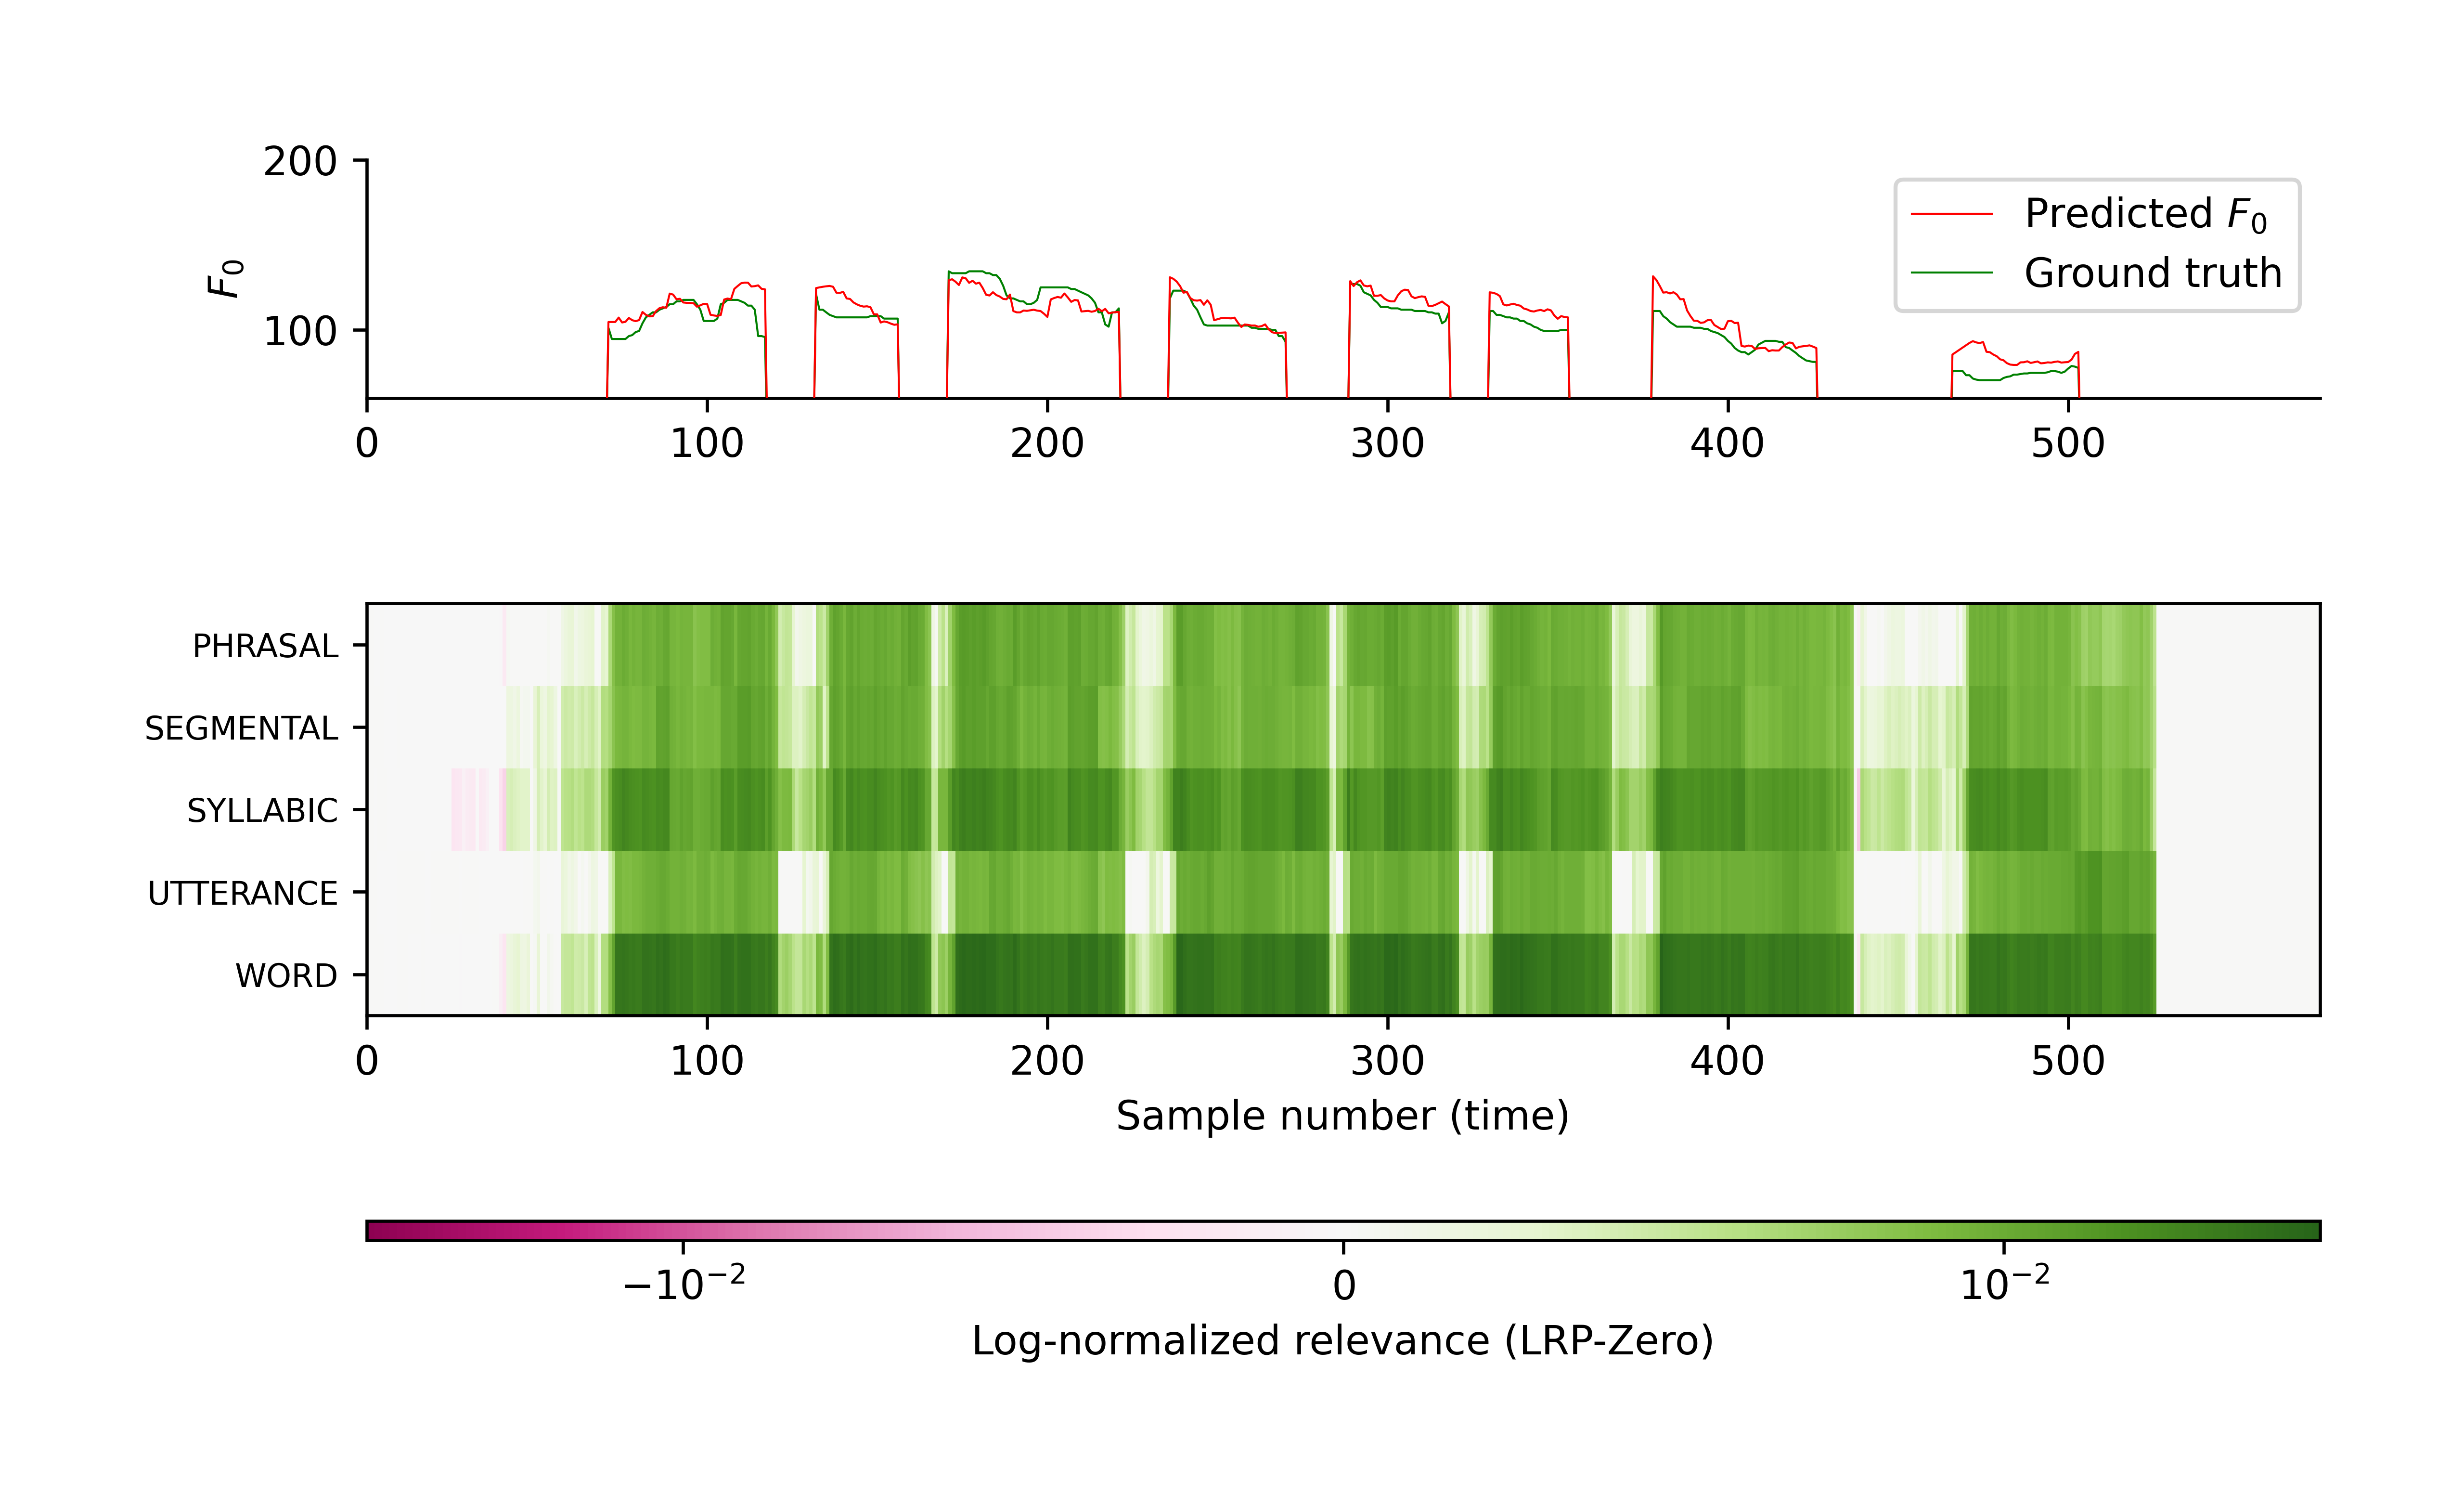 200
100
F₀
Predicted F₀
Ground truth
0 100 200 300 400 500
PHRASAL
SEGMENTAL
SYLLABIC
UTTERANCE
WORD
0 100 200 300 400 500
Sample number (time)
−10⁻² 0 10⁻²
Log-normalized relevance (LRP-Zero)